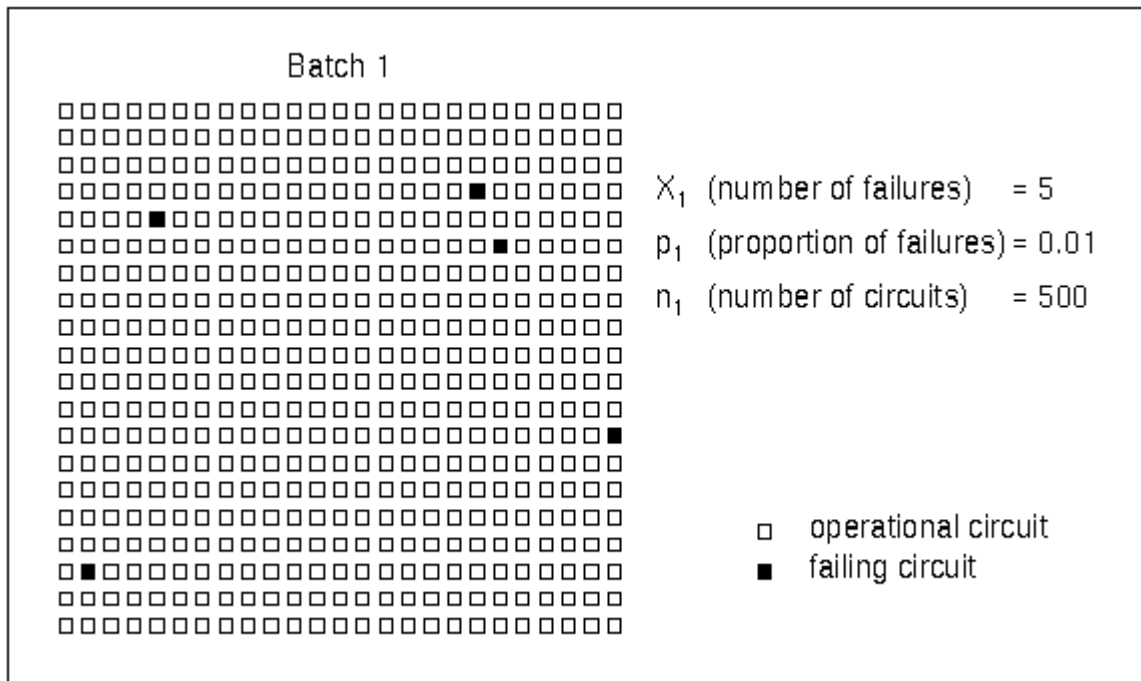 Batch 1
X₁ (number of failures) = 5
p₁ (proportion of failures) = 0.01
n₁ (number of circuits) = 500
operational circuit
failing circuit